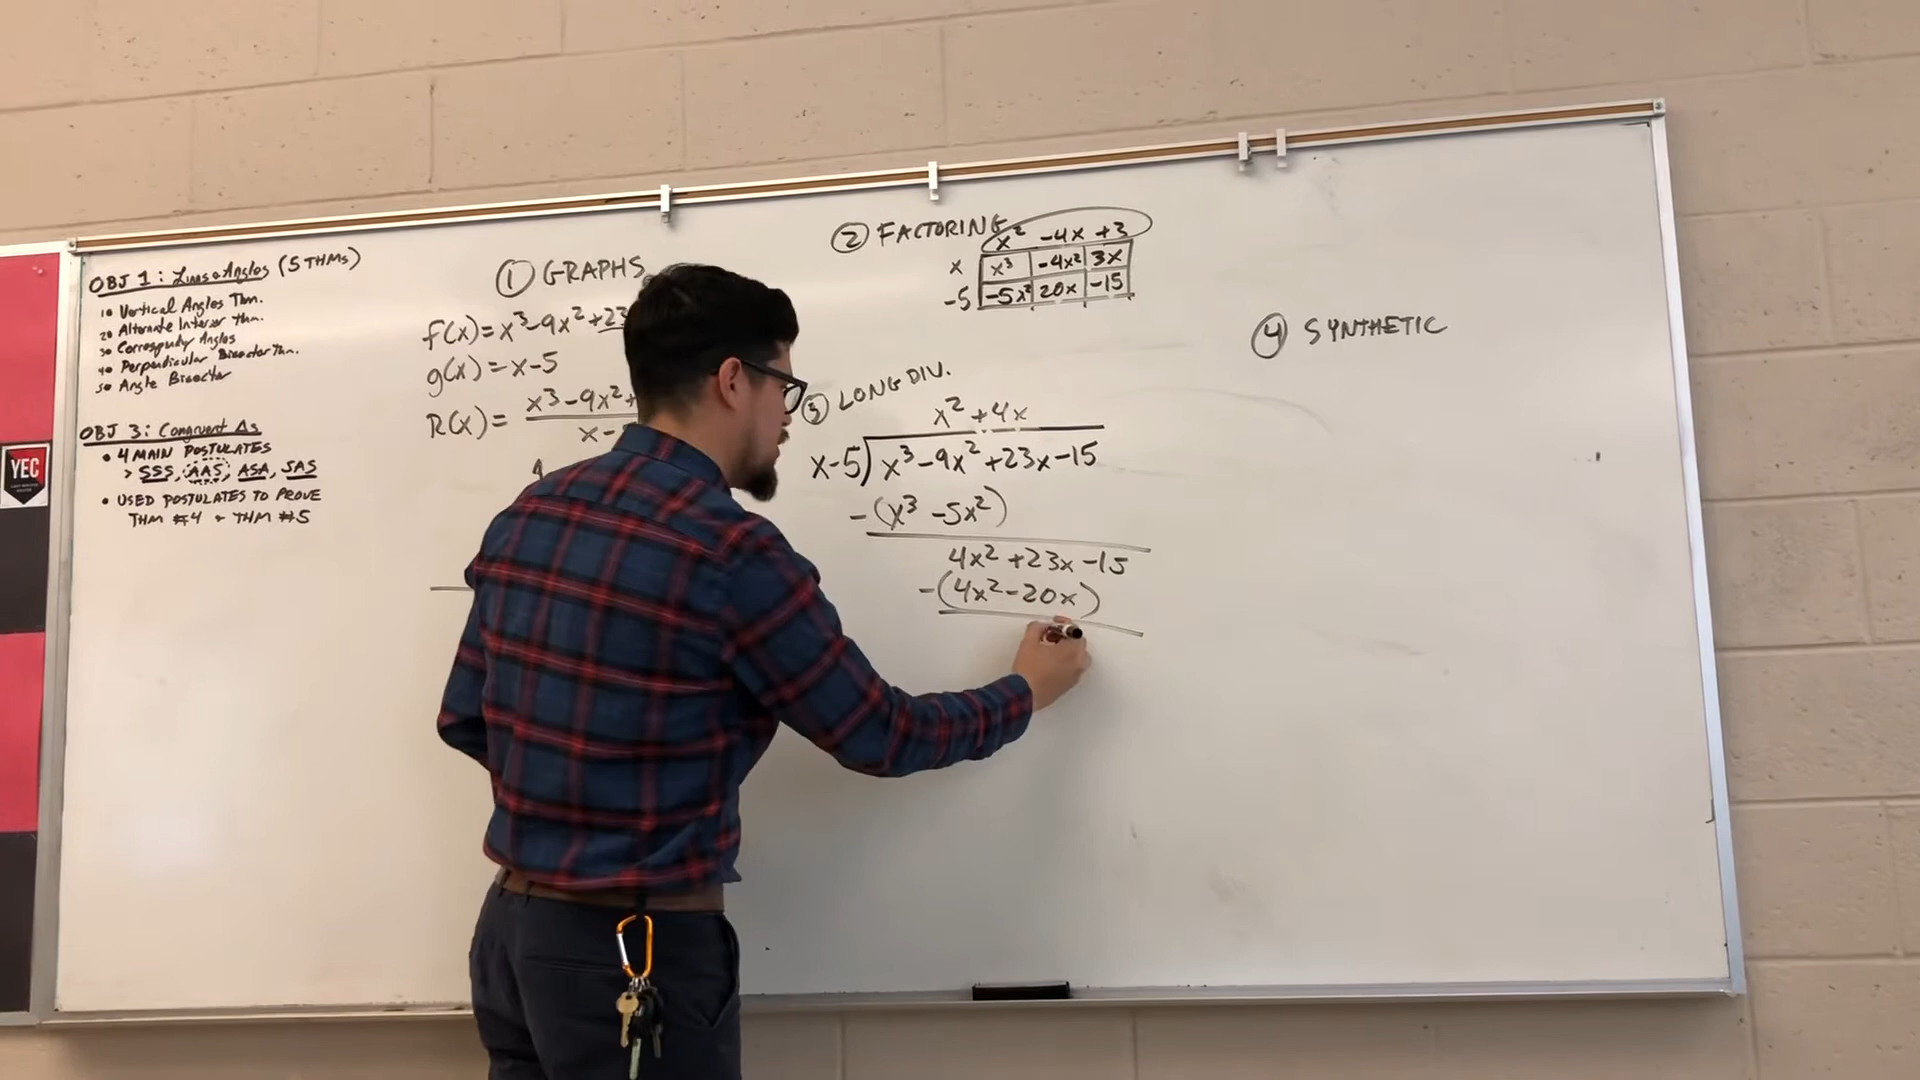 OBJ 1: Lines & Angles (5 THMs)
1. Vertical Angles Thm.
2. Alternate Interior Thm.
3. Correspondy Angles
4. Perpendicular Bisector Thm.
5. Angle Bisector
OBJ 3: Congruent Δs
• 4 MAIN POSTULATES
> SSS, AAS, ASA, SAS
• USED POSTULATES TO PROVE
THM #4 + THM #5
YEC
① GRAPHS
f(x)=x³-9x²+23
g(x)=x-5
R(x)= x³-9x²+
x-
② FACTORING
x² -4x +3
x x³ -4x² 3x
-5 -5x² 20x -15
③ LONG DIV.
x² +4x
x-5)x³-9x²+23x-15
-(x³ -5x²)
4x² +23x -15
-(4x²-20x)
④ SYNTHETIC